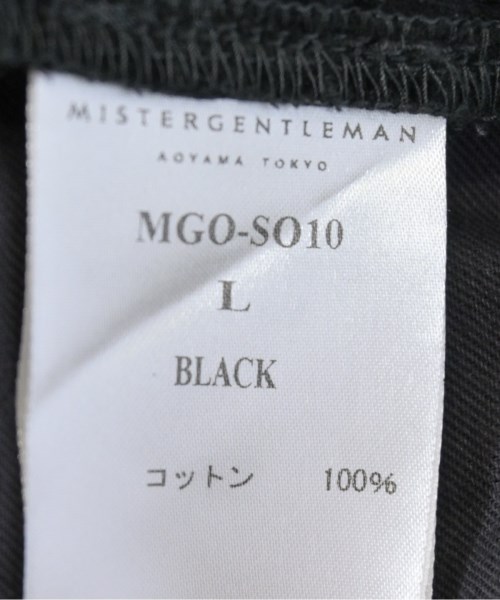 MISTERGENTLEMAN
AOYAMA TOKYO
MGO-SO10
L
BLACK
コットン 100%